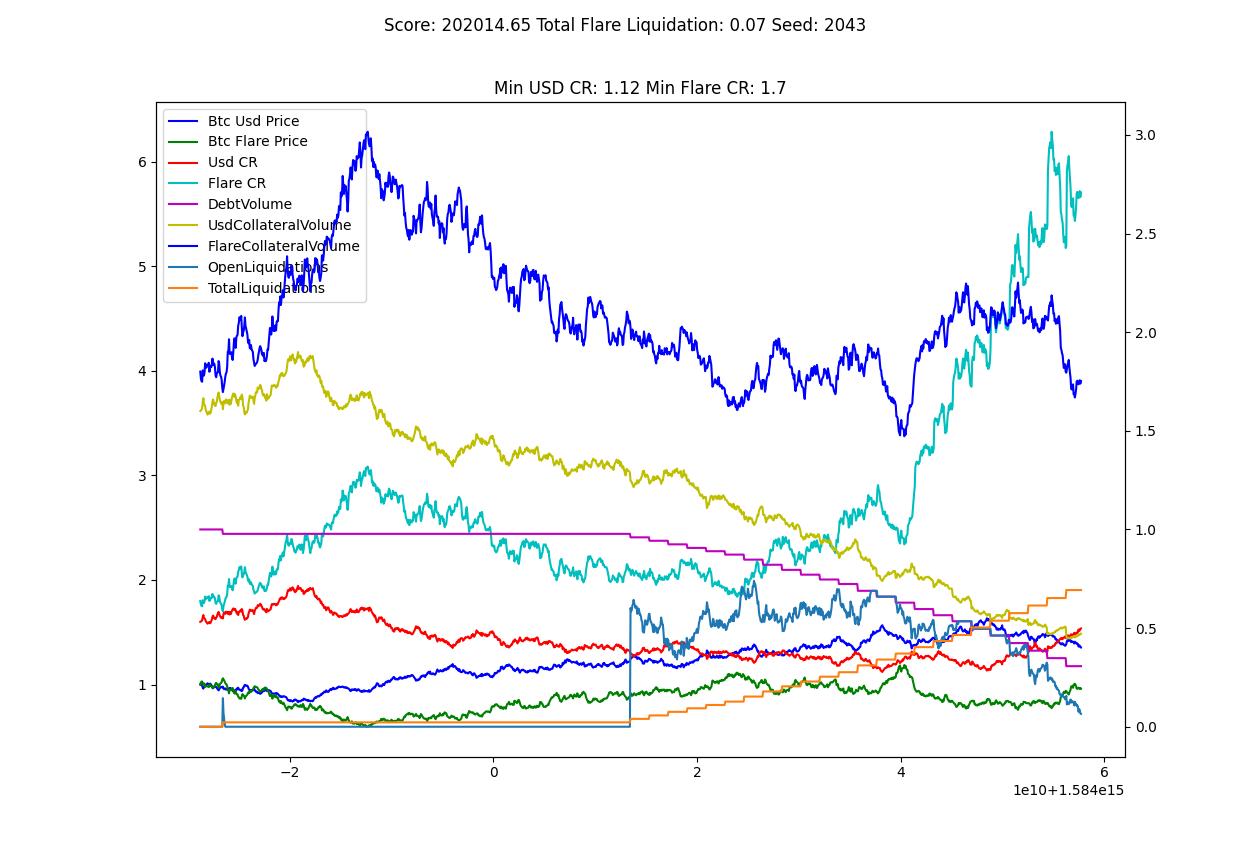 Score: 202014.65 Total Flare Liquidation: 0.07 Seed: 2043
Min USD CR: 1.12 Min Flare CR: 1.7
Btc Usd Price
Btc Flare Price
Usd CR
Flare CR
DebtVolume
UsdCollateralVolume
FlareCollateralVolume
OpenLiquidations
TotalLiquidations
6
5
4
3
2
1
3.0
2.5
2.0
1.5
1.0
0.5
0.0
−2
0
2
4
6
1e10+1.584e15